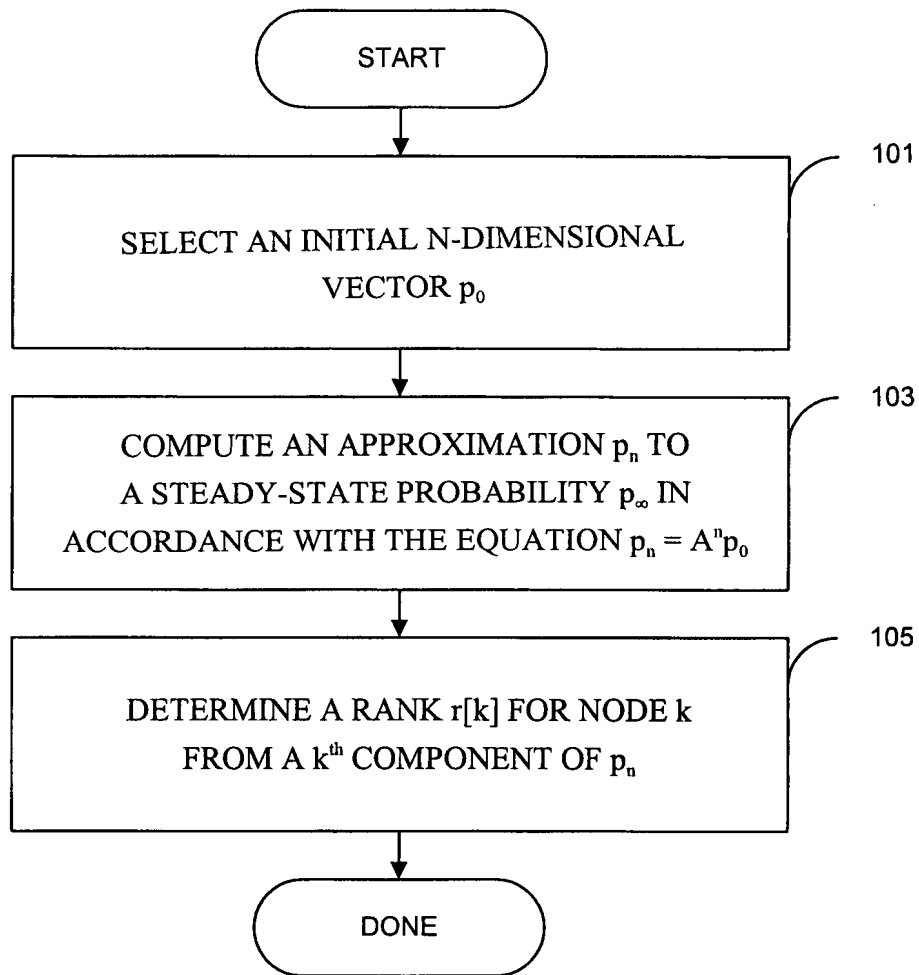 START
101
SELECT AN INITIAL N-DIMENSIONAL
VECTOR p₀
103
COMPUTE AN APPROXIMATION pₙ TO
A STEADY-STATE PROBABILITY p∞ IN
ACCORDANCE WITH THE EQUATION pₙ = Aⁿp₀
105
DETERMINE A RANK r[k] FOR NODE k
FROM A kᵗʰ COMPONENT OF pₙ
DONE